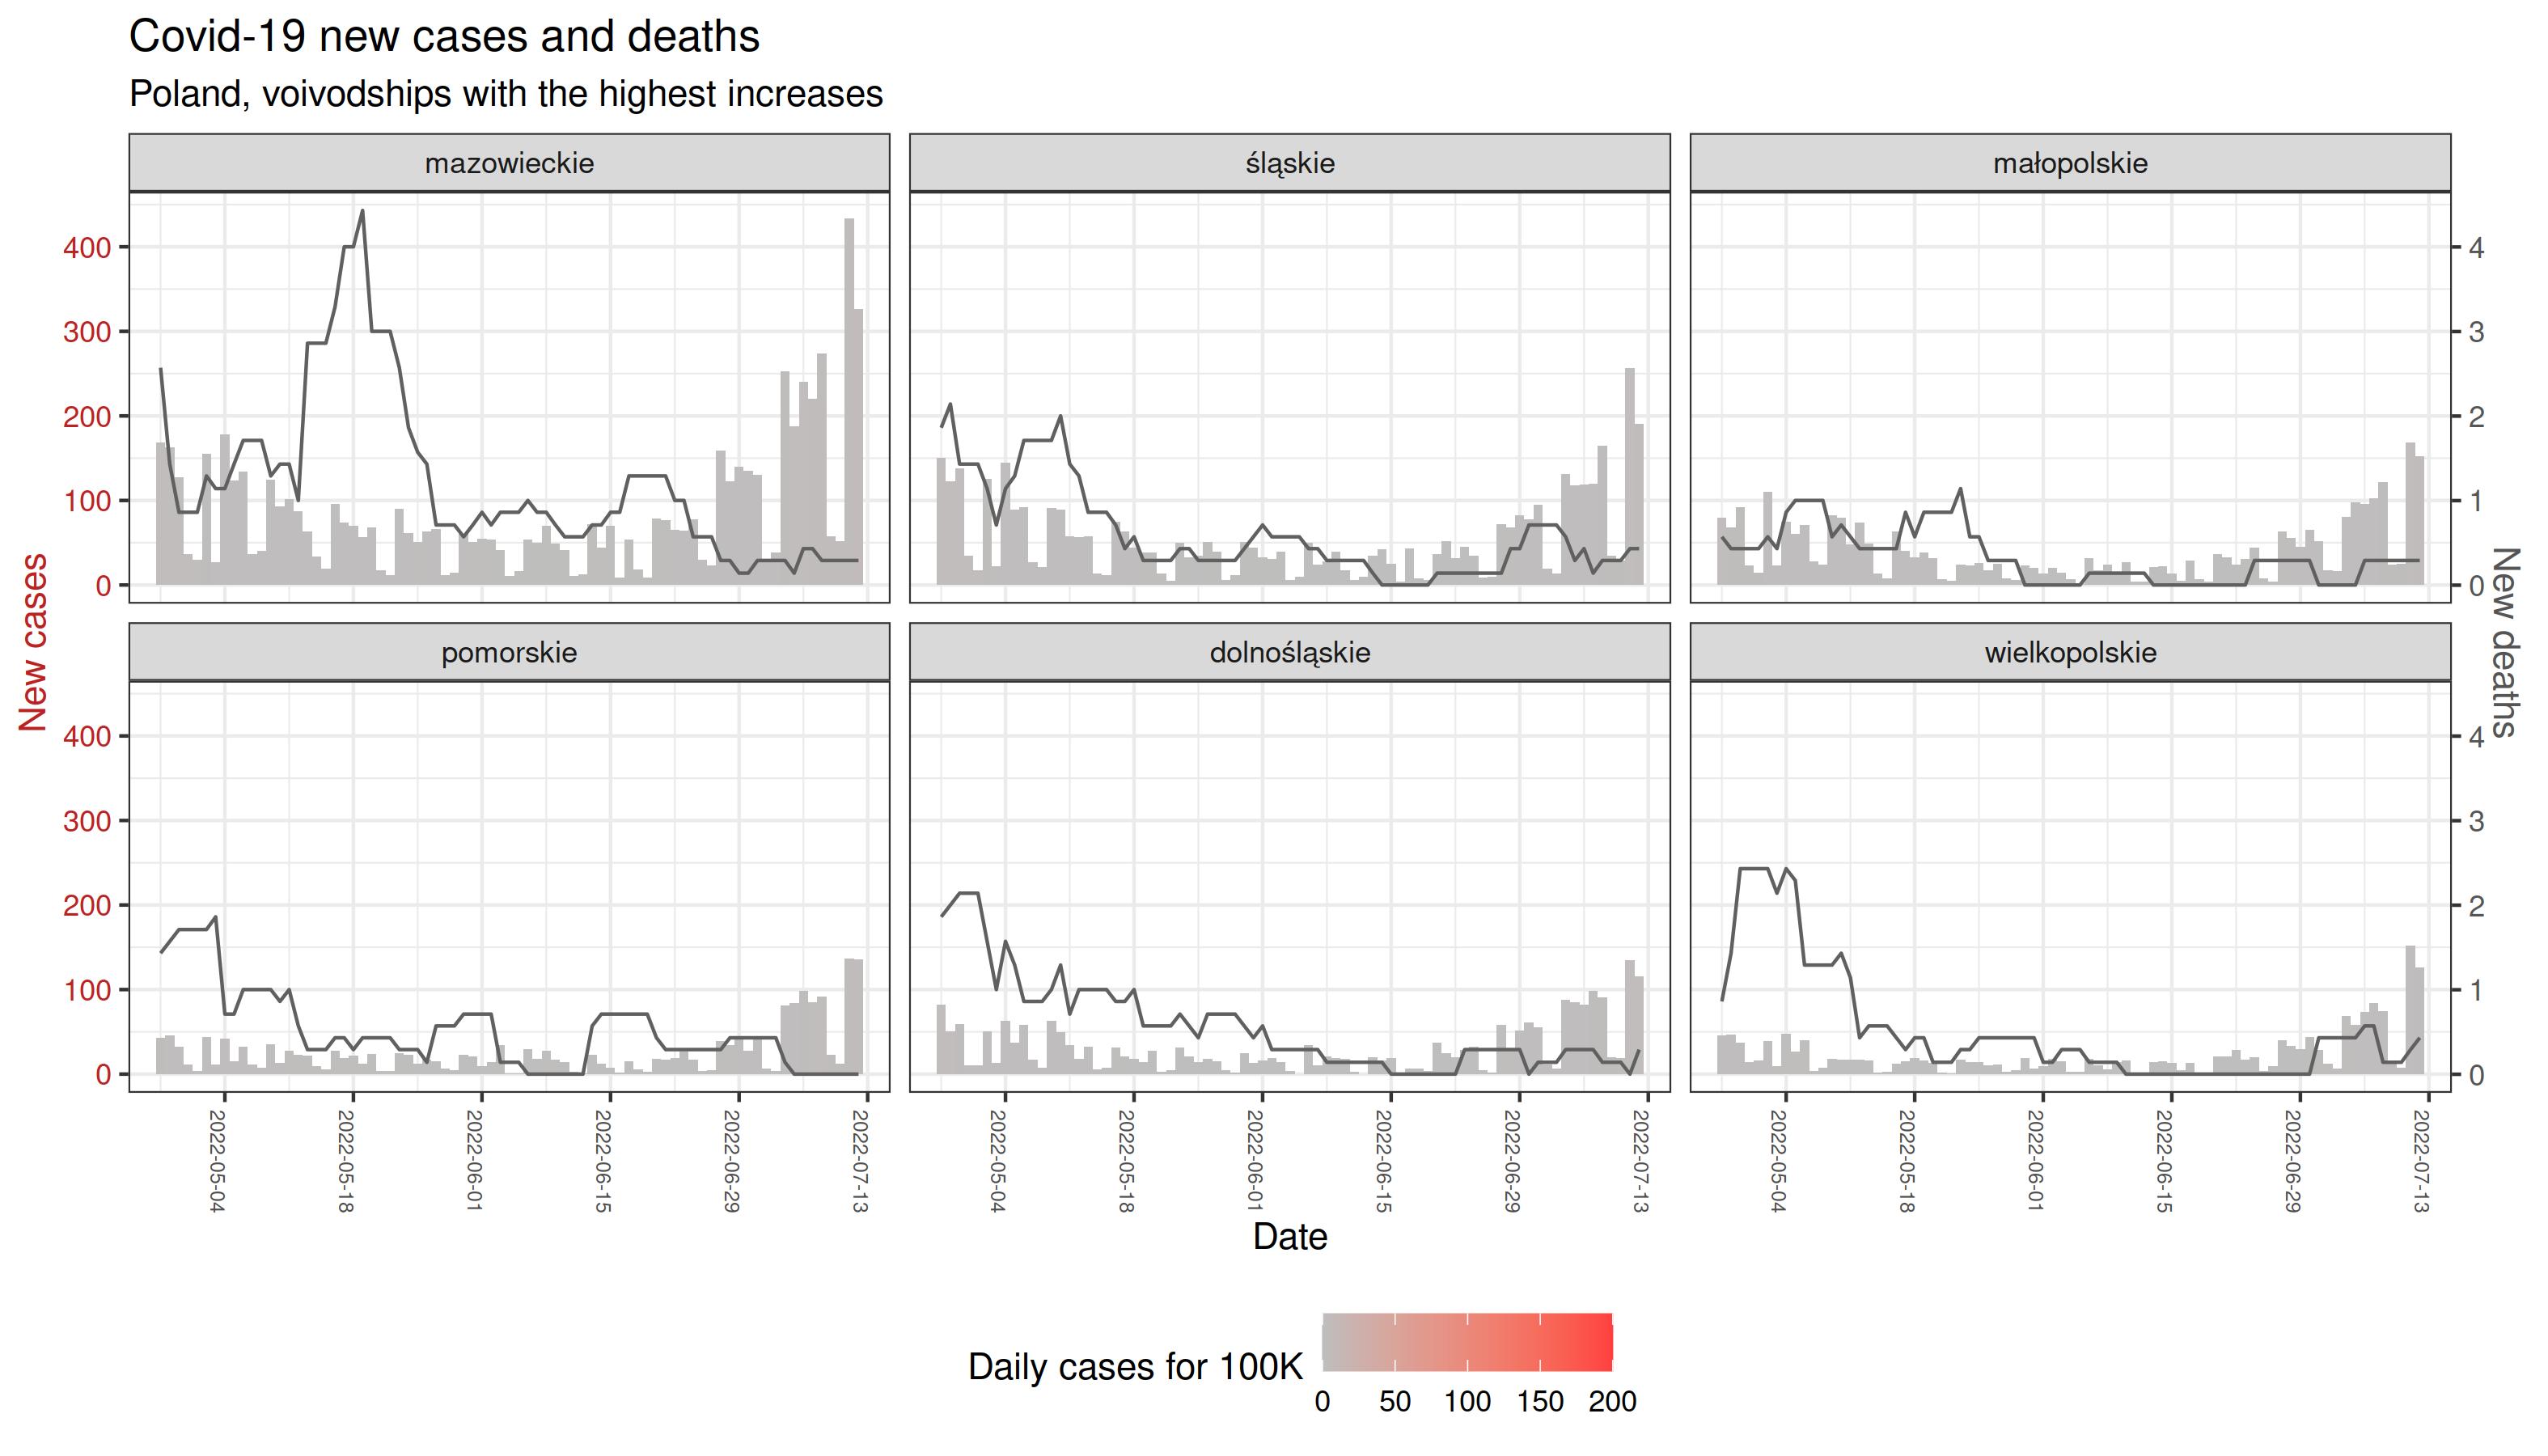 Covid-19 new cases and deaths
Poland, voivodships with the highest increases
mazowieckie
śląskie
małopolskie
400
300
200
100
0
4
3
2
1
0
pomorskie
dolnośląskie
wielkopolskie
400
300
200
100
0
4
3
2
1
0
New cases
New deaths
2022-05-04
2022-05-18
2022-06-01
2022-06-15
2022-06-29
2022-07-13
2022-05-04
2022-05-18
2022-06-01
2022-06-15
2022-06-29
2022-07-13
2022-05-04
2022-05-18
2022-06-01
2022-06-15
2022-06-29
2022-07-13
Date
Daily cases for 100K
0 50 100 150 200